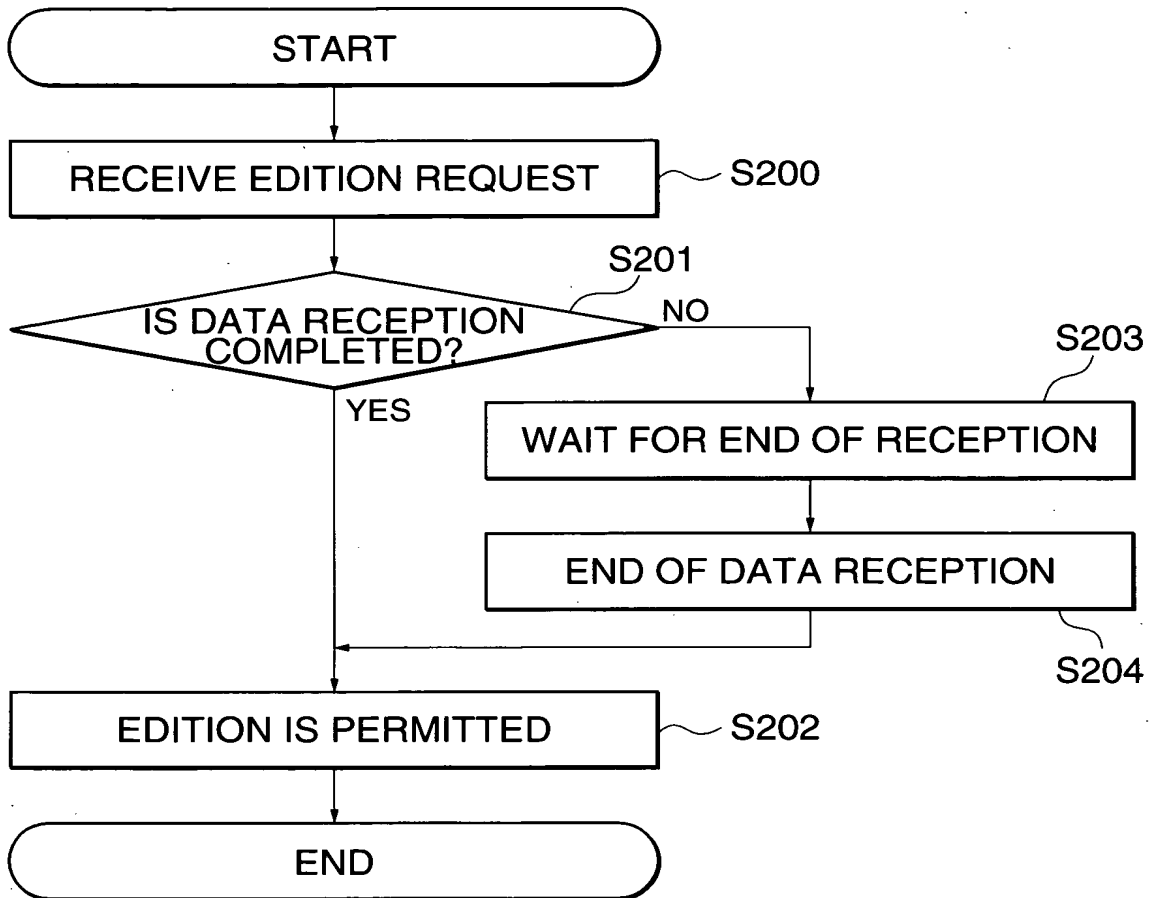 START
RECEIVE EDITION REQUEST
S200
S201
IS DATA RECEPTION
COMPLETED?
NO
YES
S203
WAIT FOR END OF RECEPTION
END OF DATA RECEPTION
S204
EDITION IS PERMITTED
S202
END